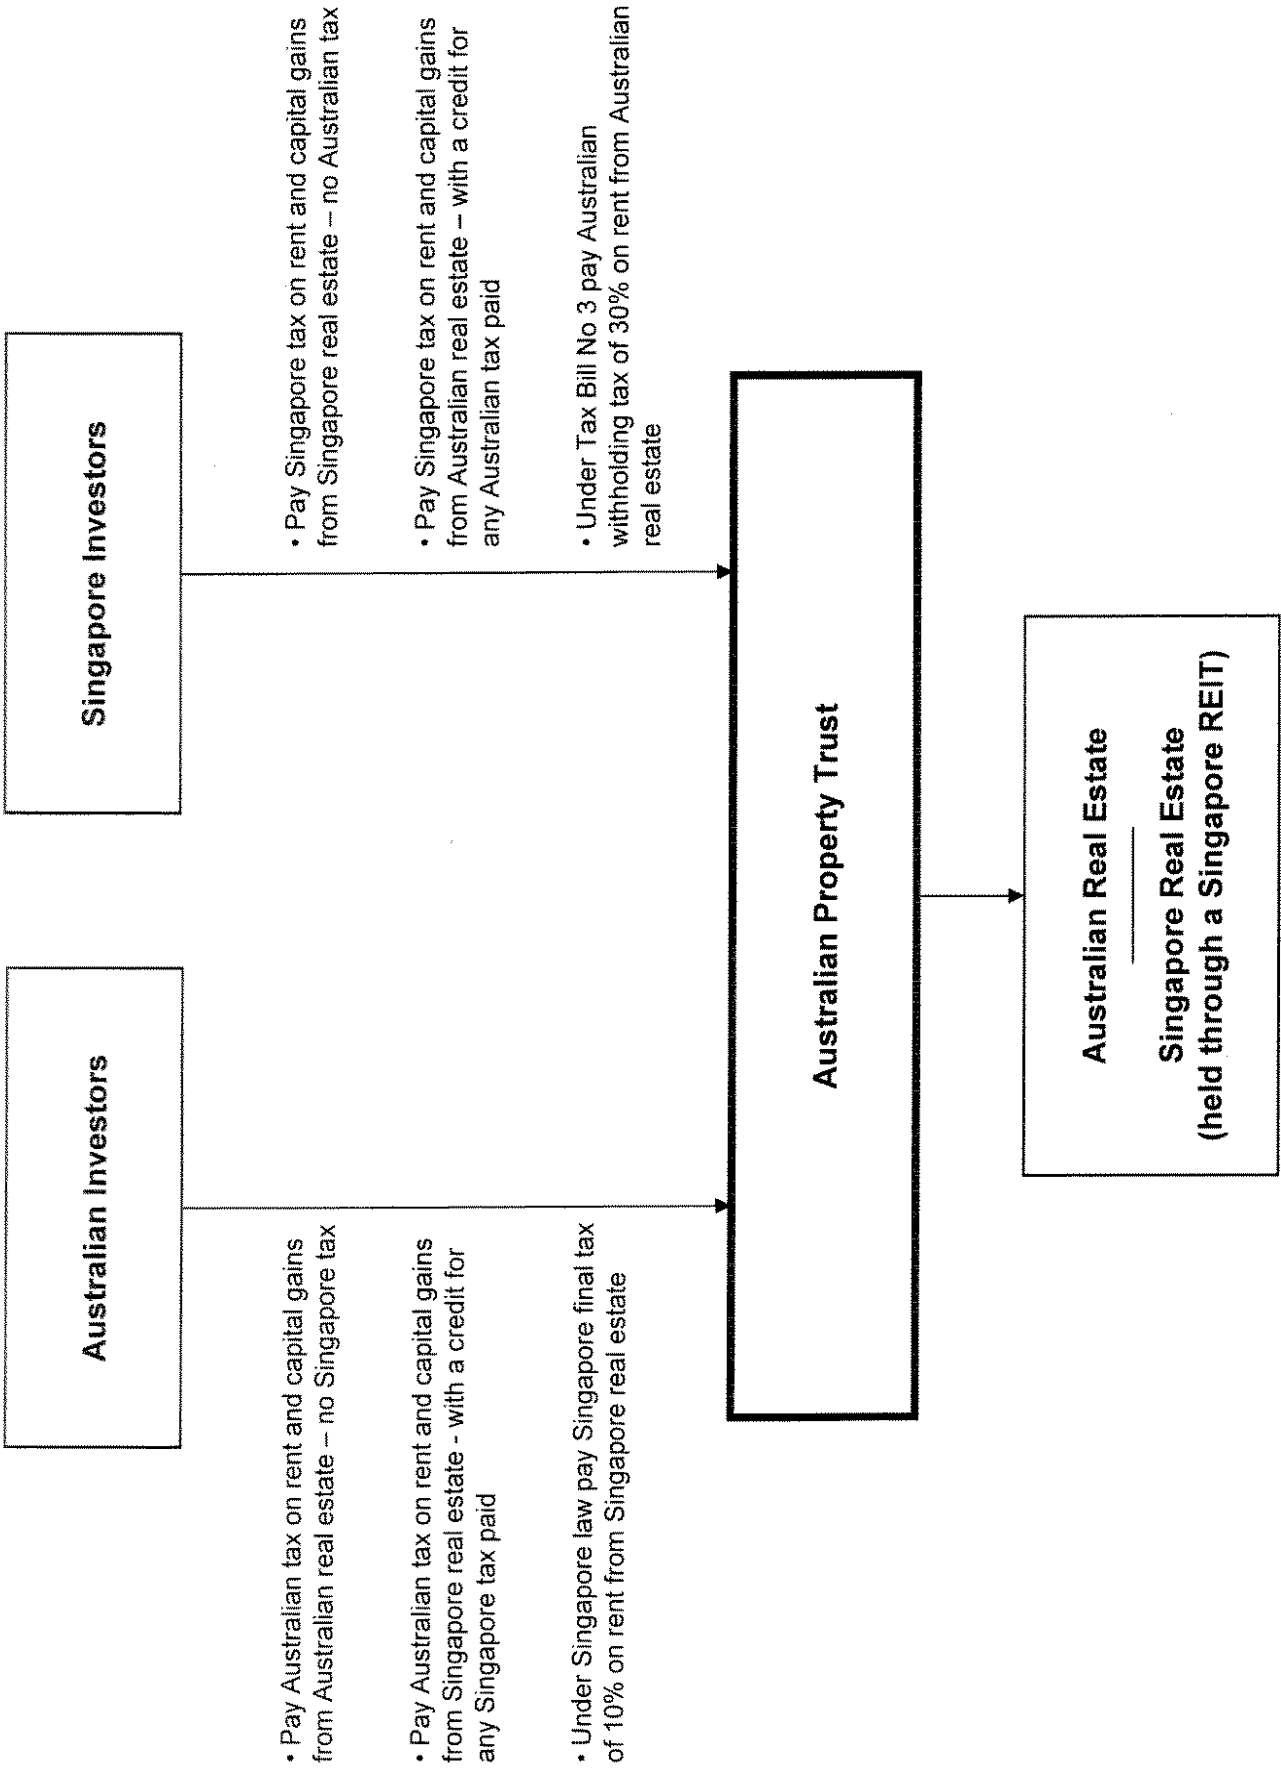 Australian Investors
Singapore Investors
• Pay Australian tax on rent and capital gains
from Australian real estate – no Singapore tax
• Pay Australian tax on rent and capital gains
from Singapore real estate - with a credit for
any Singapore tax paid
• Under Singapore law pay Singapore final tax
of 10% on rent from Singapore real estate
• Pay Singapore tax on rent and capital gains
from Singapore real estate – no Australian tax
• Pay Singapore tax on rent and capital gains
from Australian real estate – with a credit for
any Australian tax paid
• Under Tax Bill No 3 pay Australian
withholding tax of 30% on rent from Australian
real estate
Australian Property Trust
Australian Real Estate
Singapore Real Estate
(held through a Singapore REIT)